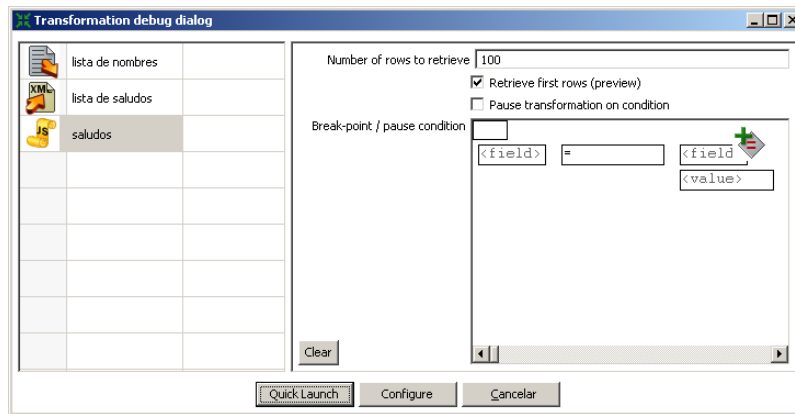 Transformation debug dialog
lista de nombres
XML
lista de saludos
JS
saludos
Number of rows to retrieve 100
Retrieve first rows (preview)
Pause transformation on condition
Break-point / pause condition
<field> = <field
<value>
Clear
Quick Launch Configure Cancelar